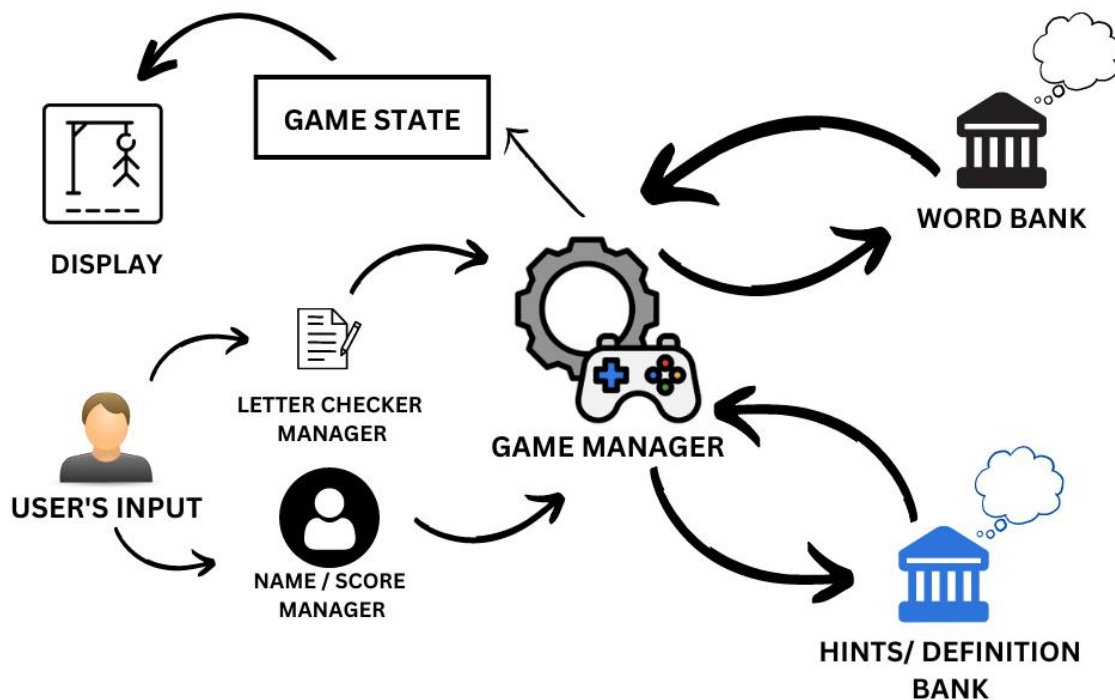 GAME STATE
DISPLAY
WORD BANK
LETTER CHECKER
MANAGER
GAME MANAGER
USER'S INPUT
NAME / SCORE
MANAGER
HINTS/ DEFINITION
BANK